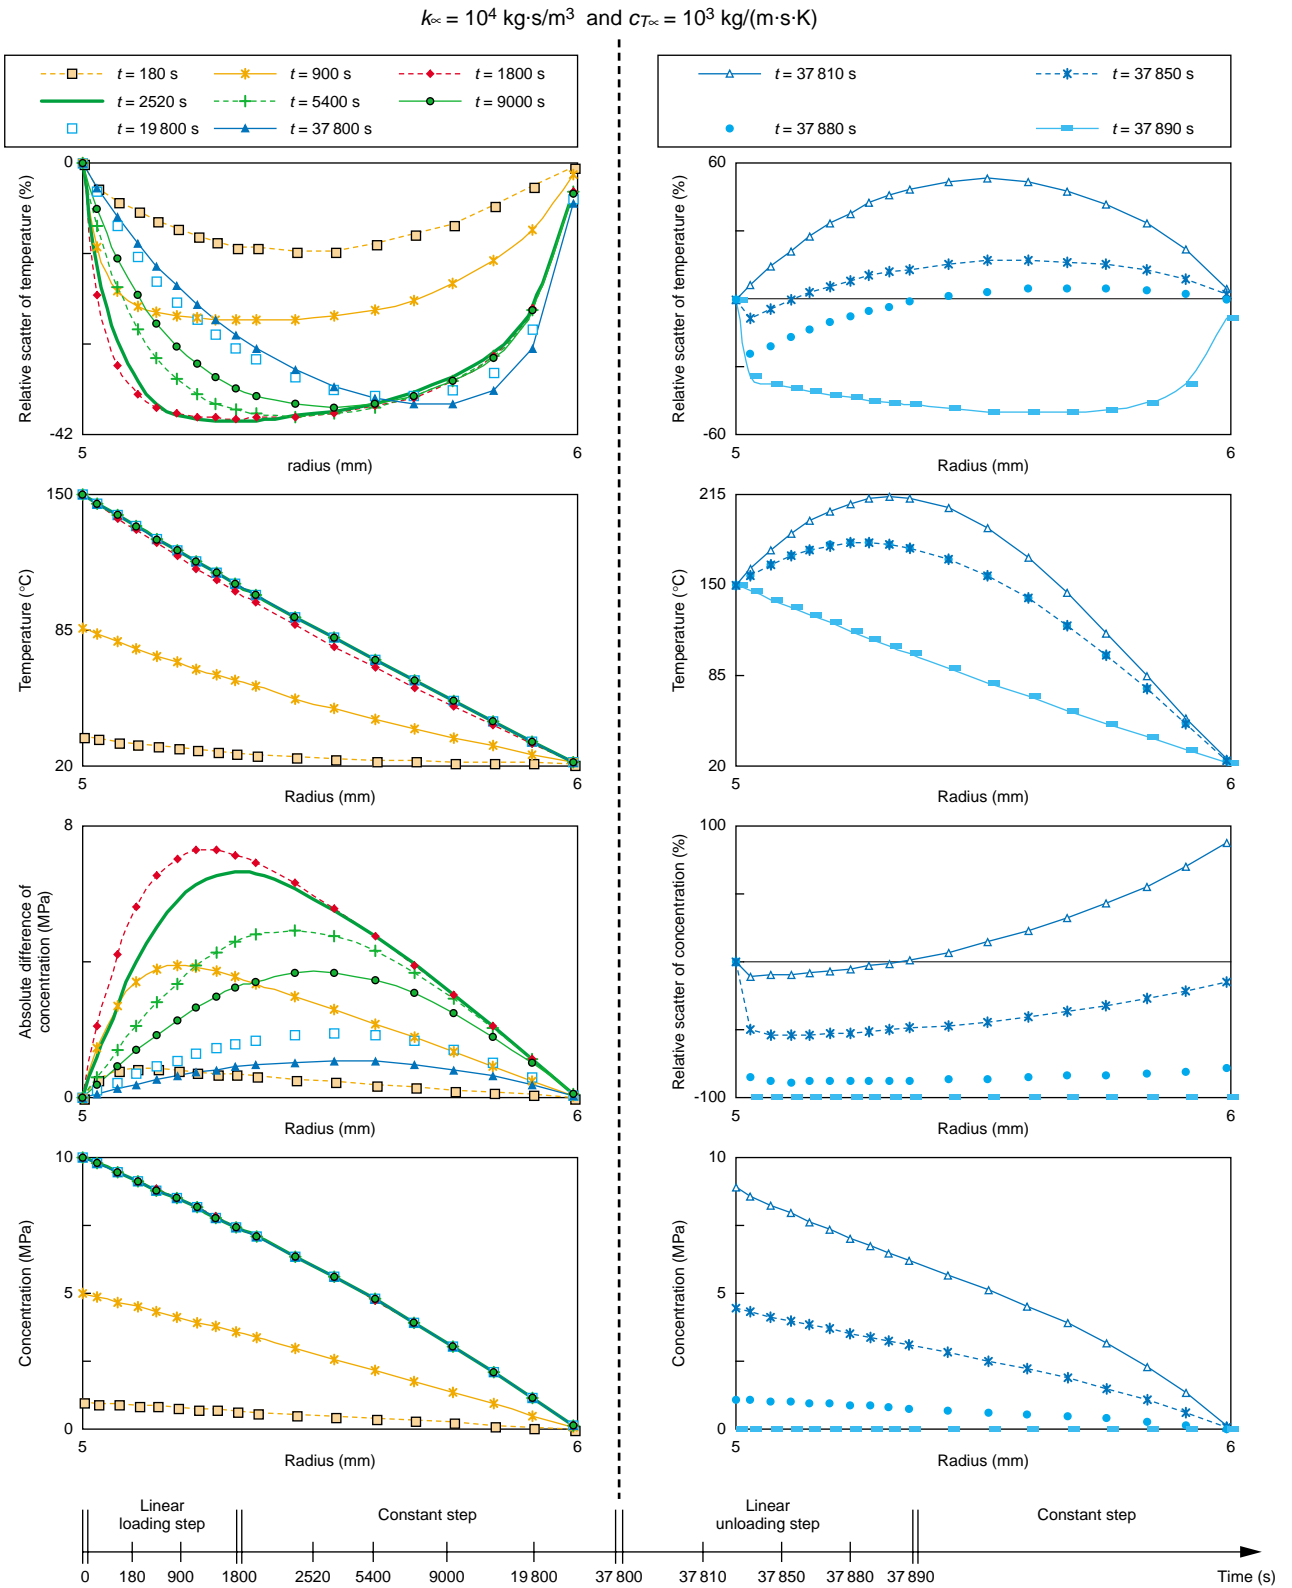 k∝ = 10⁴ kg·s/m³ and cT∝ = 10³ kg/(m·s·K)
t = 180 s
t = 900 s
t = 1800 s
t = 2520 s
t = 5400 s
t = 9000 s
t = 19 800 s
t = 37 800 s
t = 37 810 s
t = 37 850 s
t = 37 880 s
t = 37 890 s
Relative scatter of temperature (%)
0
-42
5
6
radius (mm)
Relative scatter of temperature (%)
60
-60
5
6
Radius (mm)
Temperature (°C)
150
85
20
5
6
Radius (mm)
Temperature (°C)
215
150
85
20
5
6
Radius (mm)
Absolute difference of
concentration (MPa)
8
0
5
6
Radius (mm)
Relative scatter of concentration (%)
100
-100
5
6
Radius (mm)
Concentration (MPa)
10
5
0
5
6
Radius (mm)
Concentration (MPa)
10
5
0
5
6
Radius (mm)
Linear
loading step
Constant step
Linear
unloading step
Constant step
0 180 900 1800 2520 5400 9000 19 800 37 800 37 810 37 850 37 880 37 890 Time (s)